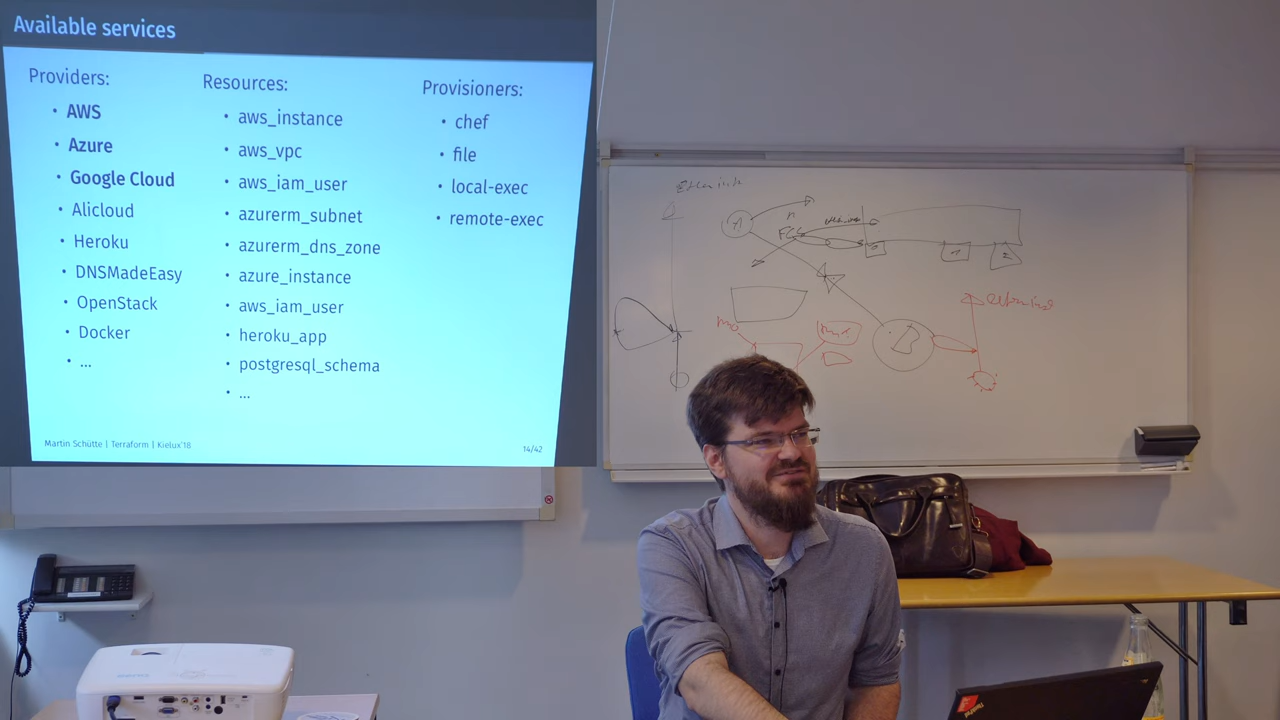 Available services
Providers:
• AWS
• Azure
• Google Cloud
• Alicloud
• Heroku
• DNSMadeEasy
• OpenStack
• Docker
• ...
Resources:
• aws_instance
• aws_vpc
• aws_iam_user
• azurerm_subnet
• azurerm_dns_zone
• azure_instance
• aws_iam_user
• heroku_app
• postgresql_schema
• ...
Provisioners:
• chef
• file
• local-exec
• remote-exec
Martin Schütte | Terraform | Kielux'18
14/42
A
B
ThinkPad